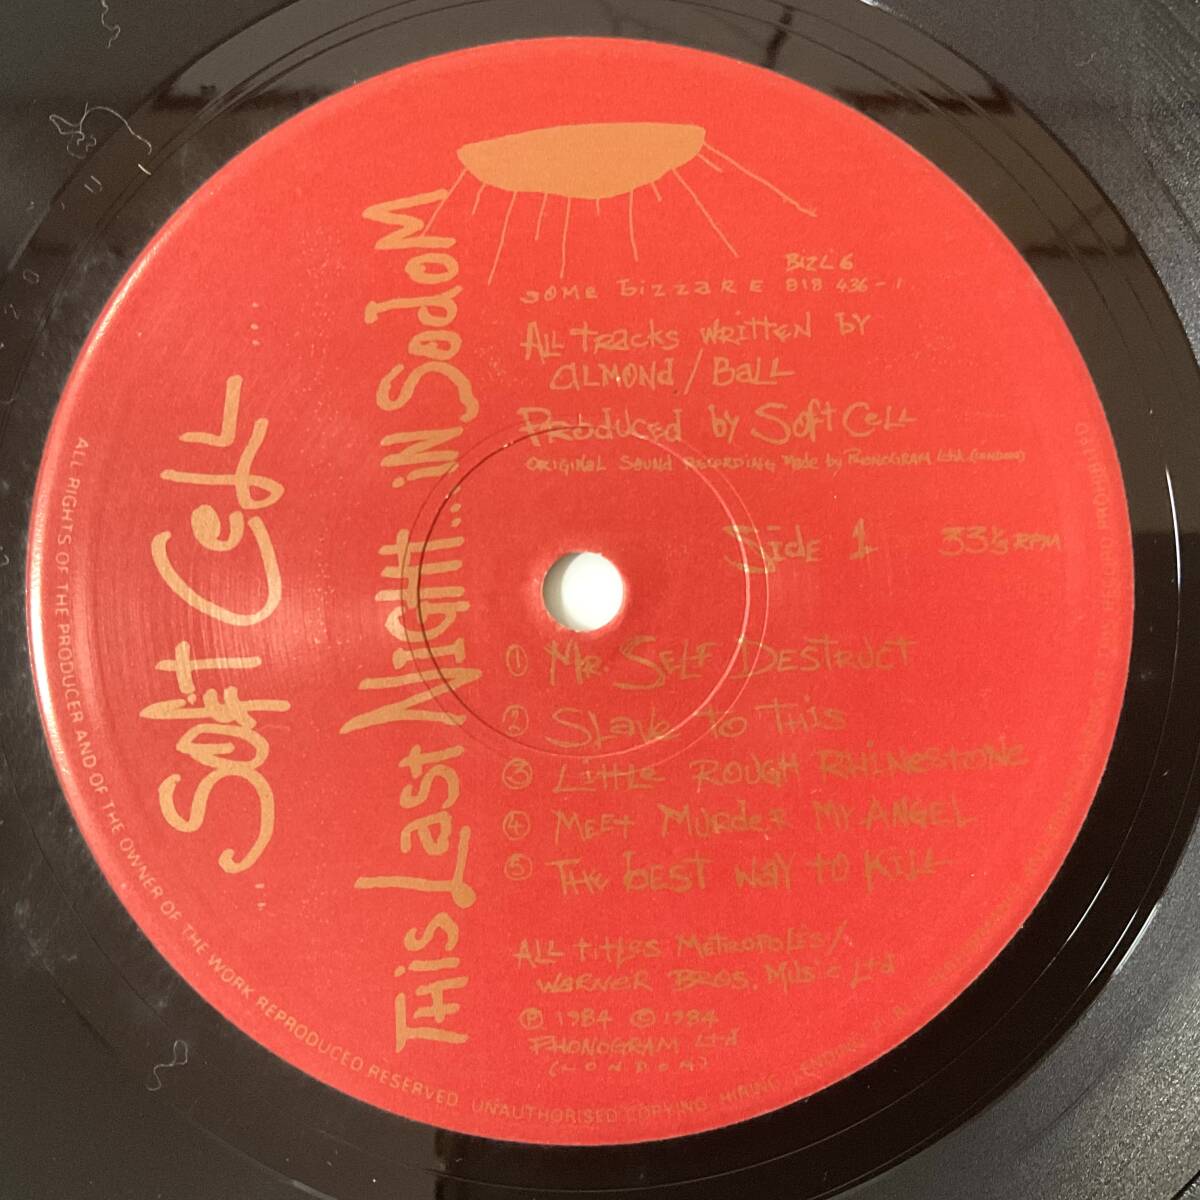 Soft Cell
...
This Last Night... in Sodom
BIZL 6
some bizzare 818 436-1
All tracks written by
Almond / Ball
Produced by Soft Cell
Original sound recording made by Phonogram Ltd. (London)
Side 1 33⅓ RPM
① Mr. Self Destruct
② Slave to this
③ Little Rough Rhinestone
④ Meet Murder My Angel
⑤ The best way to kill
All titles Metropolis/
Warner Bros. Music Ltd
℗ 1984 © 1984
Phonogram Ltd
(London)
ALL RIGHTS OF THE PRODUCER AND OF THE OWNER OF THE WORK REPRODUCED RESERVED UNAUTHORISED COPYING HIRING LENDING PUBLIC PERFORMANCE